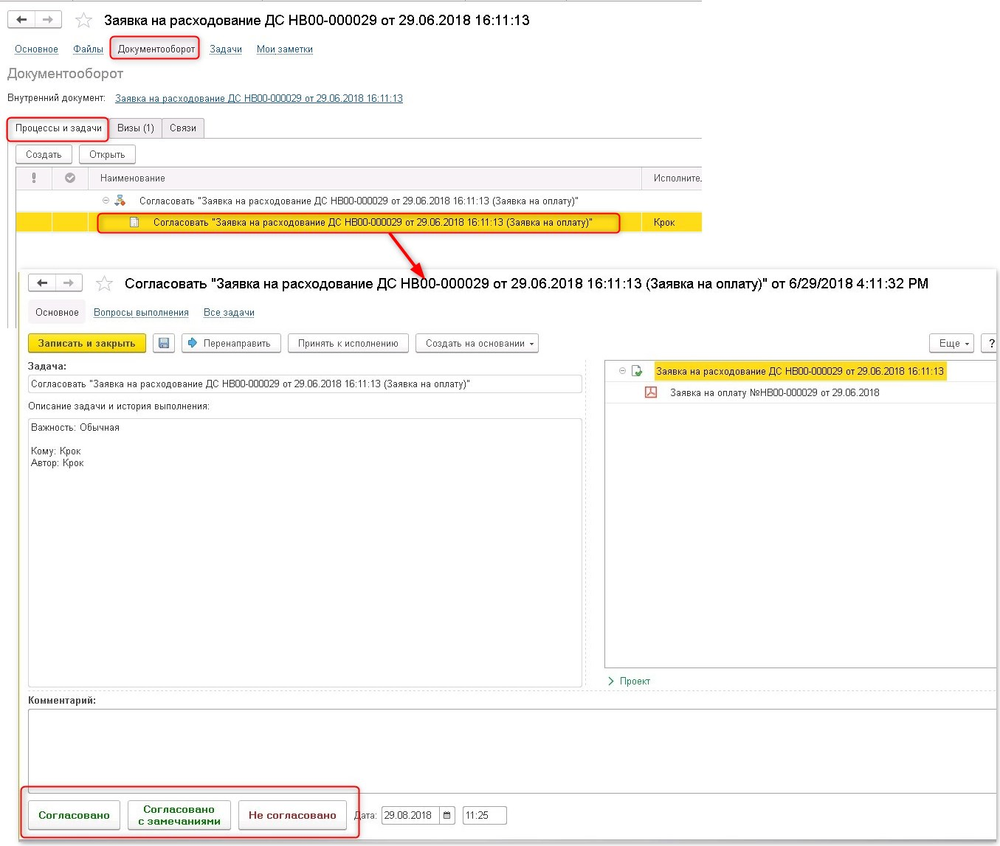 Заявка на расходование ДС НВ00-000029 от 29.06.2018 16:11:13
Основное Файлы Документооборот Задачи Мои заметки
Документооборот
Внутренний документ: Заявка на расходование ДС НВ00-000029 от 29.06.2018 16:11:13
Процессы и задачи Визы (1) Связи
Создать Открыть
Наименование Исполните.
Согласовать "Заявка на расходование ДС НВ00-000029 от 29.06.2018 16:11:13 (Заявка на оплату)"
Согласовать "Заявка на расходование ДС НВ00-000029 от 29.06.2018 16:11:13 (Заявка на оплату)" Крок
Согласовать "Заявка на расходование ДС НВ00-000029 от 29.06.2018 16:11:13 (Заявка на оплату)" от 6/29/2018 4:11:32 PM
Основное Вопросы выполнения Все задачи
Записать и закрыть Перенаправить Принять к исполнению Создать на основании Еще ?
Задача:
Согласовать "Заявка на расходование ДС НВ00-000029 от 29.06.2018 16:11:13 (Заявка на оплату)"
Заявка на расходование ДС НВ00-000029 от 29.06.2018 16:11:13
Заявка на оплату №НВ00-000029 от 29.06.2018
Описание задачи и история выполнения:
Важность: Обычная
Кому: Крок
Автор: Крок
Проект
Комментарий:
Согласовано Согласовано с замечаниями Не согласовано Дата: 29.08.2018 11:25